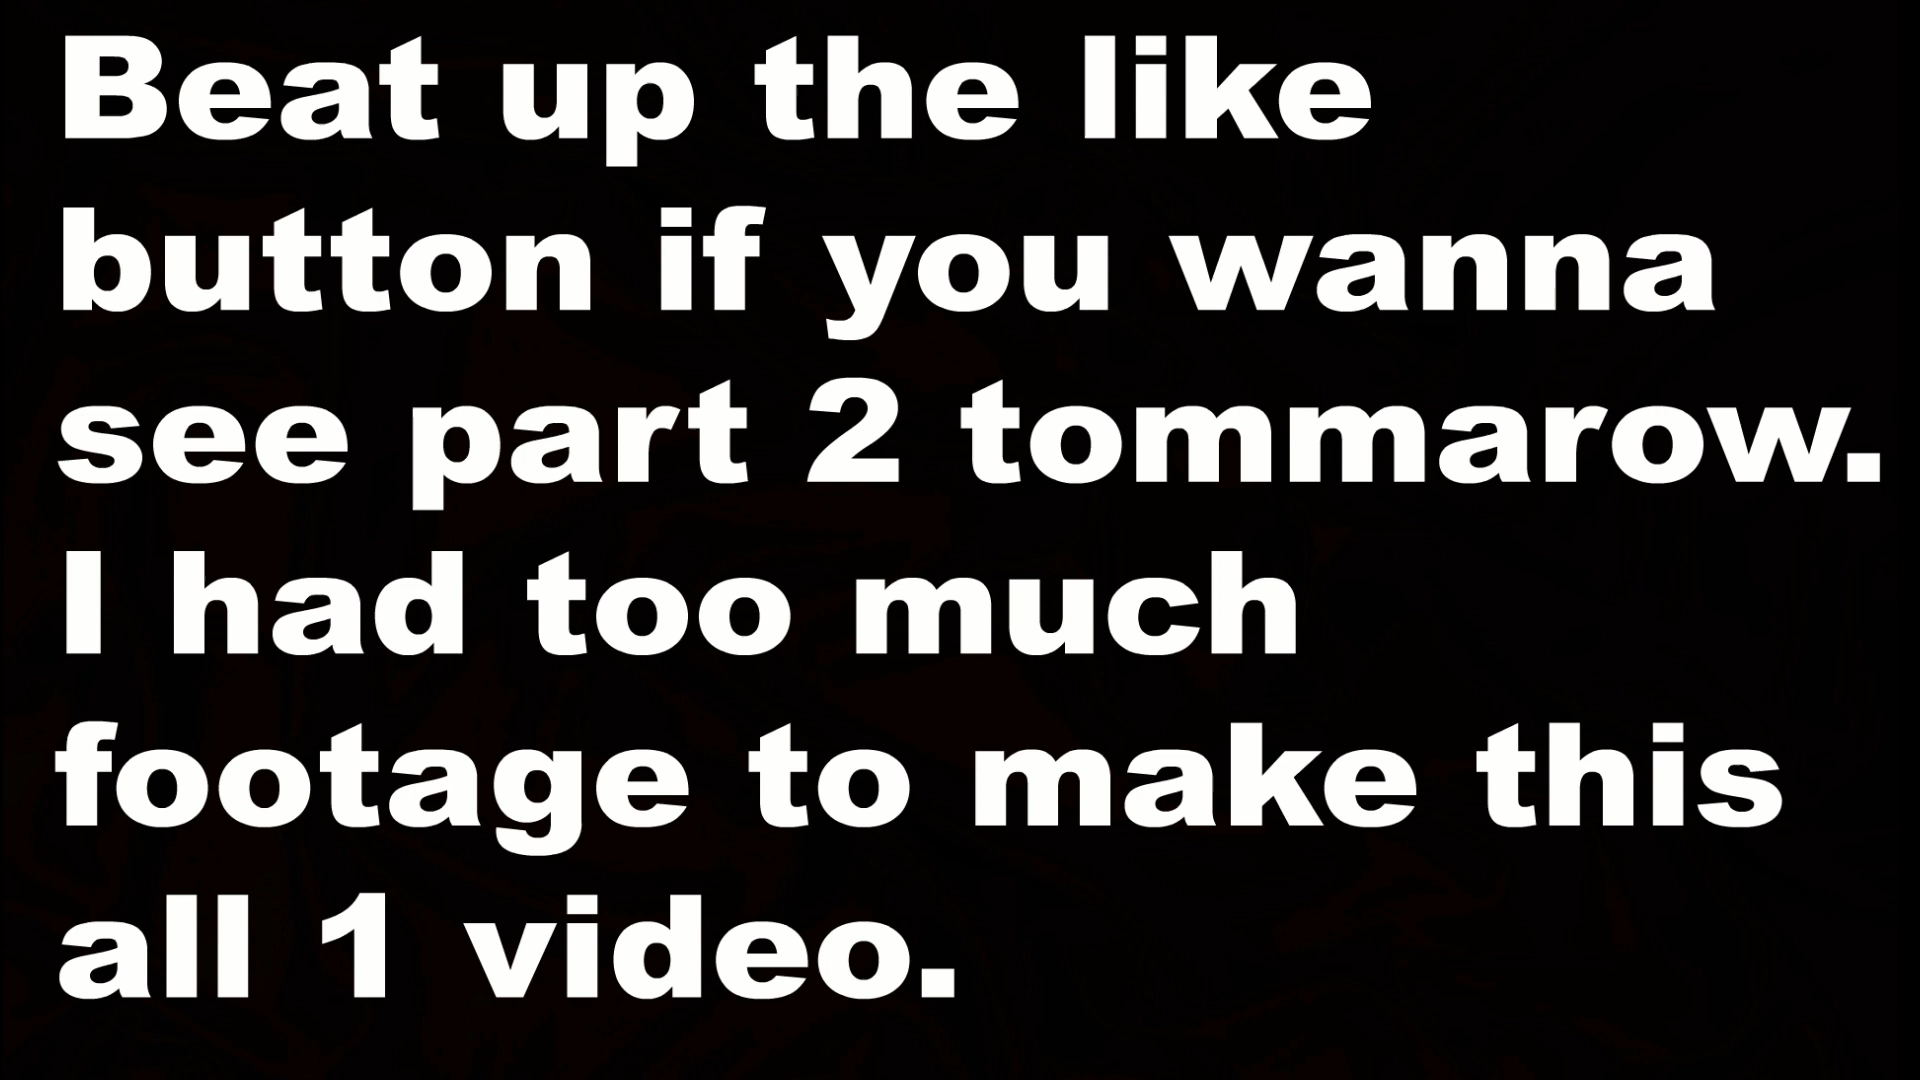 Beat up the like
button if you wanna
see part 2 tommarow.
I had too much
footage to make this
all 1 video.